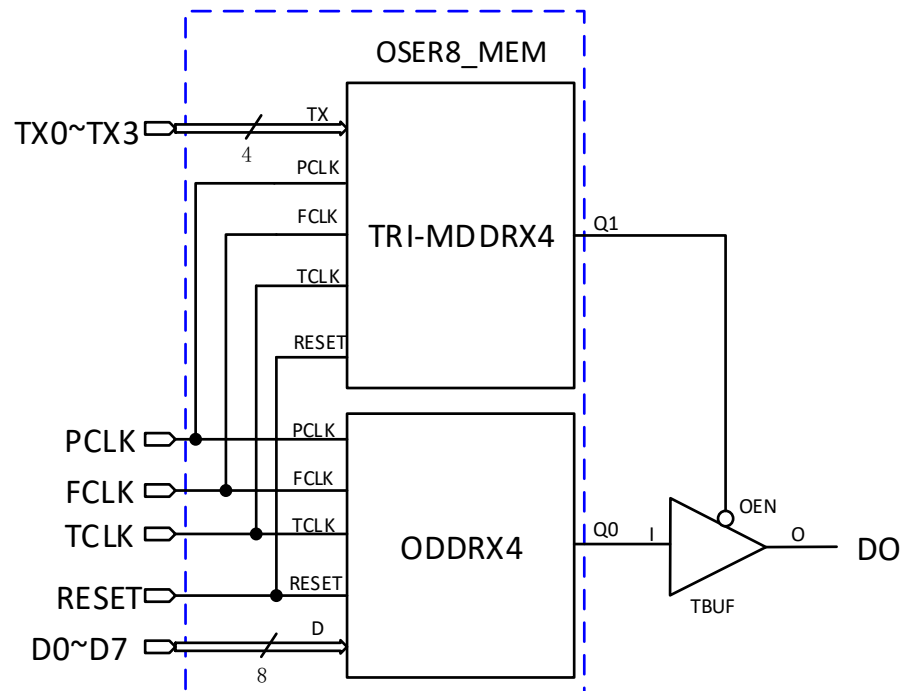 OSER8_MEM
TX0~TX3
4
TX
PCLK
FCLK
TCLK
RESET
TRI-MDDRX4
Q1
PCLK
FCLK
TCLK
RESET
D0~D7
8
PCLK
FCLK
TCLK
RESET
D
ODDRX4
Q0
I
OEN
O
TBUF
DO